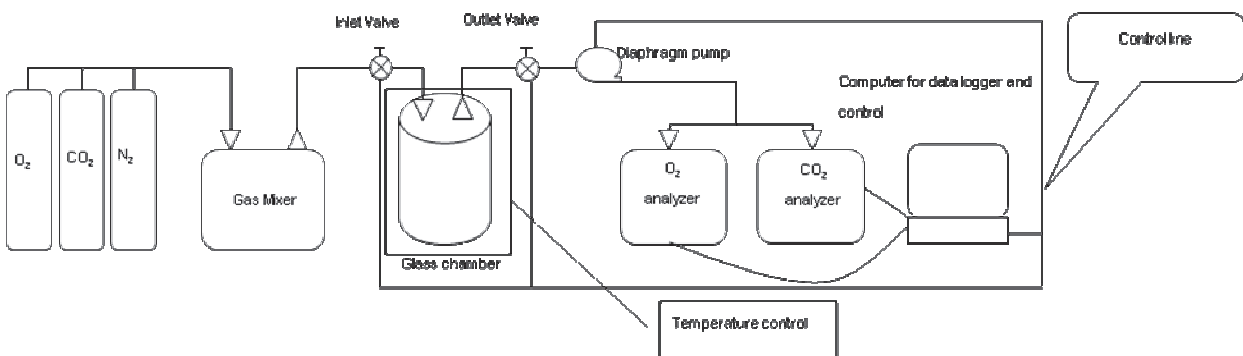 Inlet Valve
Outlet Valve
Diaphragm pump
Control line
Computer for data logger and
control
O₂
CO₂
N₂
Gas Mixer
O₂
analyzer
CO₂
analyzer
Glass chamber
Temperature control